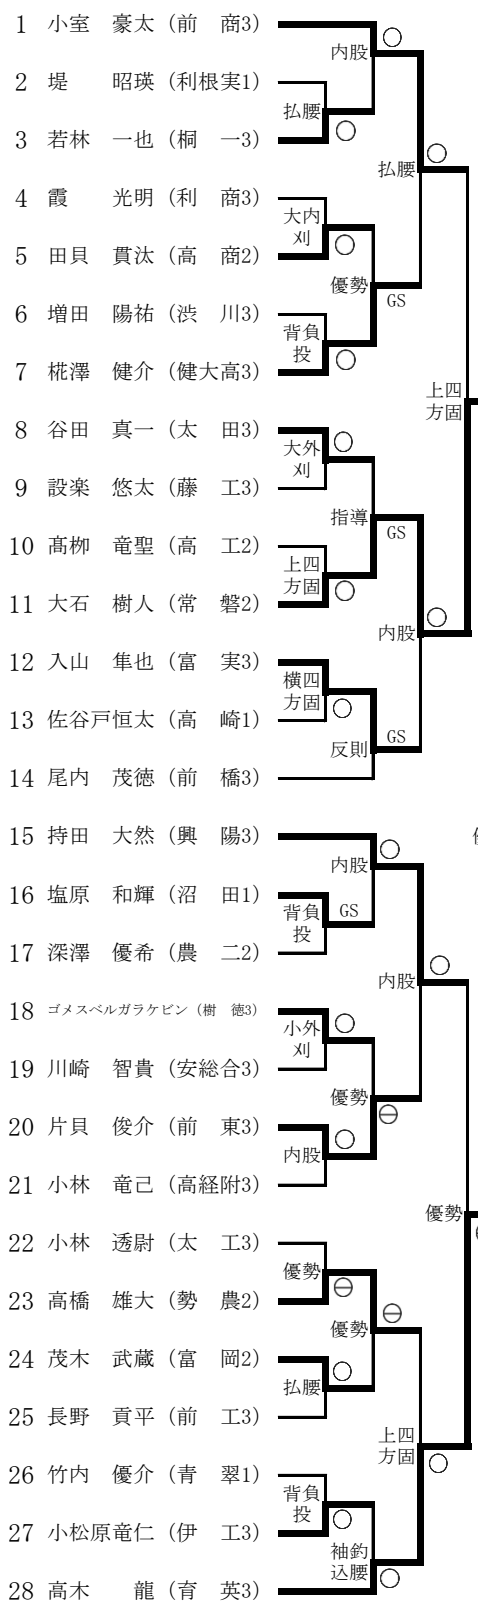 1 小室 豪太 (前 商3)
内股
2 堤 昭瑛 (利根実1)
払腰
3 若林 一也 (桐 一3)
払腰
4 霞 光明 (利 商3)
大内刈
5 田貝 貫汰 (高 商2)
優勢
GS
6 増田 陽祐 (渋 川3)
背負投
7 椛澤 健介 (健大高3)
上四方固
8 谷田 真一 (太 田3)
大外刈
9 設楽 悠太 (藤 工3)
指導
GS
10 髙栁 竜聖 (高 工2)
上四方固
11 大石 樹人 (常 磐2)
内股
12 入山 隼也 (富 実3)
横四方固
13 佐谷戸恒太 (高 崎1)
反則
GS
14 尾内 茂徳 (前 橋3)
15 持田 大然 (興 陽3)
内股
16 塩原 和輝 (沼 田1)
背負投
GS
17 深澤 優希 (農 二2)
内股
18 ゴメスベルガラケビン (樹 徳3)
小外刈
19 川崎 智貴 (安総合3)
優勢
20 片貝 俊介 (前 東3)
内股
21 小林 竜己 (高経附3)
優勢
22 小林 透尉 (太 工3)
優勢
23 高橋 雄大 (勢 農2)
優勢
24 茂木 武蔵 (富 岡2)
払腰
25 長野 貢平 (前 工3)
上四方固
26 竹内 優介 (青 翠1)
背負投
27 小松原竜仁 (伊 工3)
袖釣込腰
28 高木 龍 (育 英3)